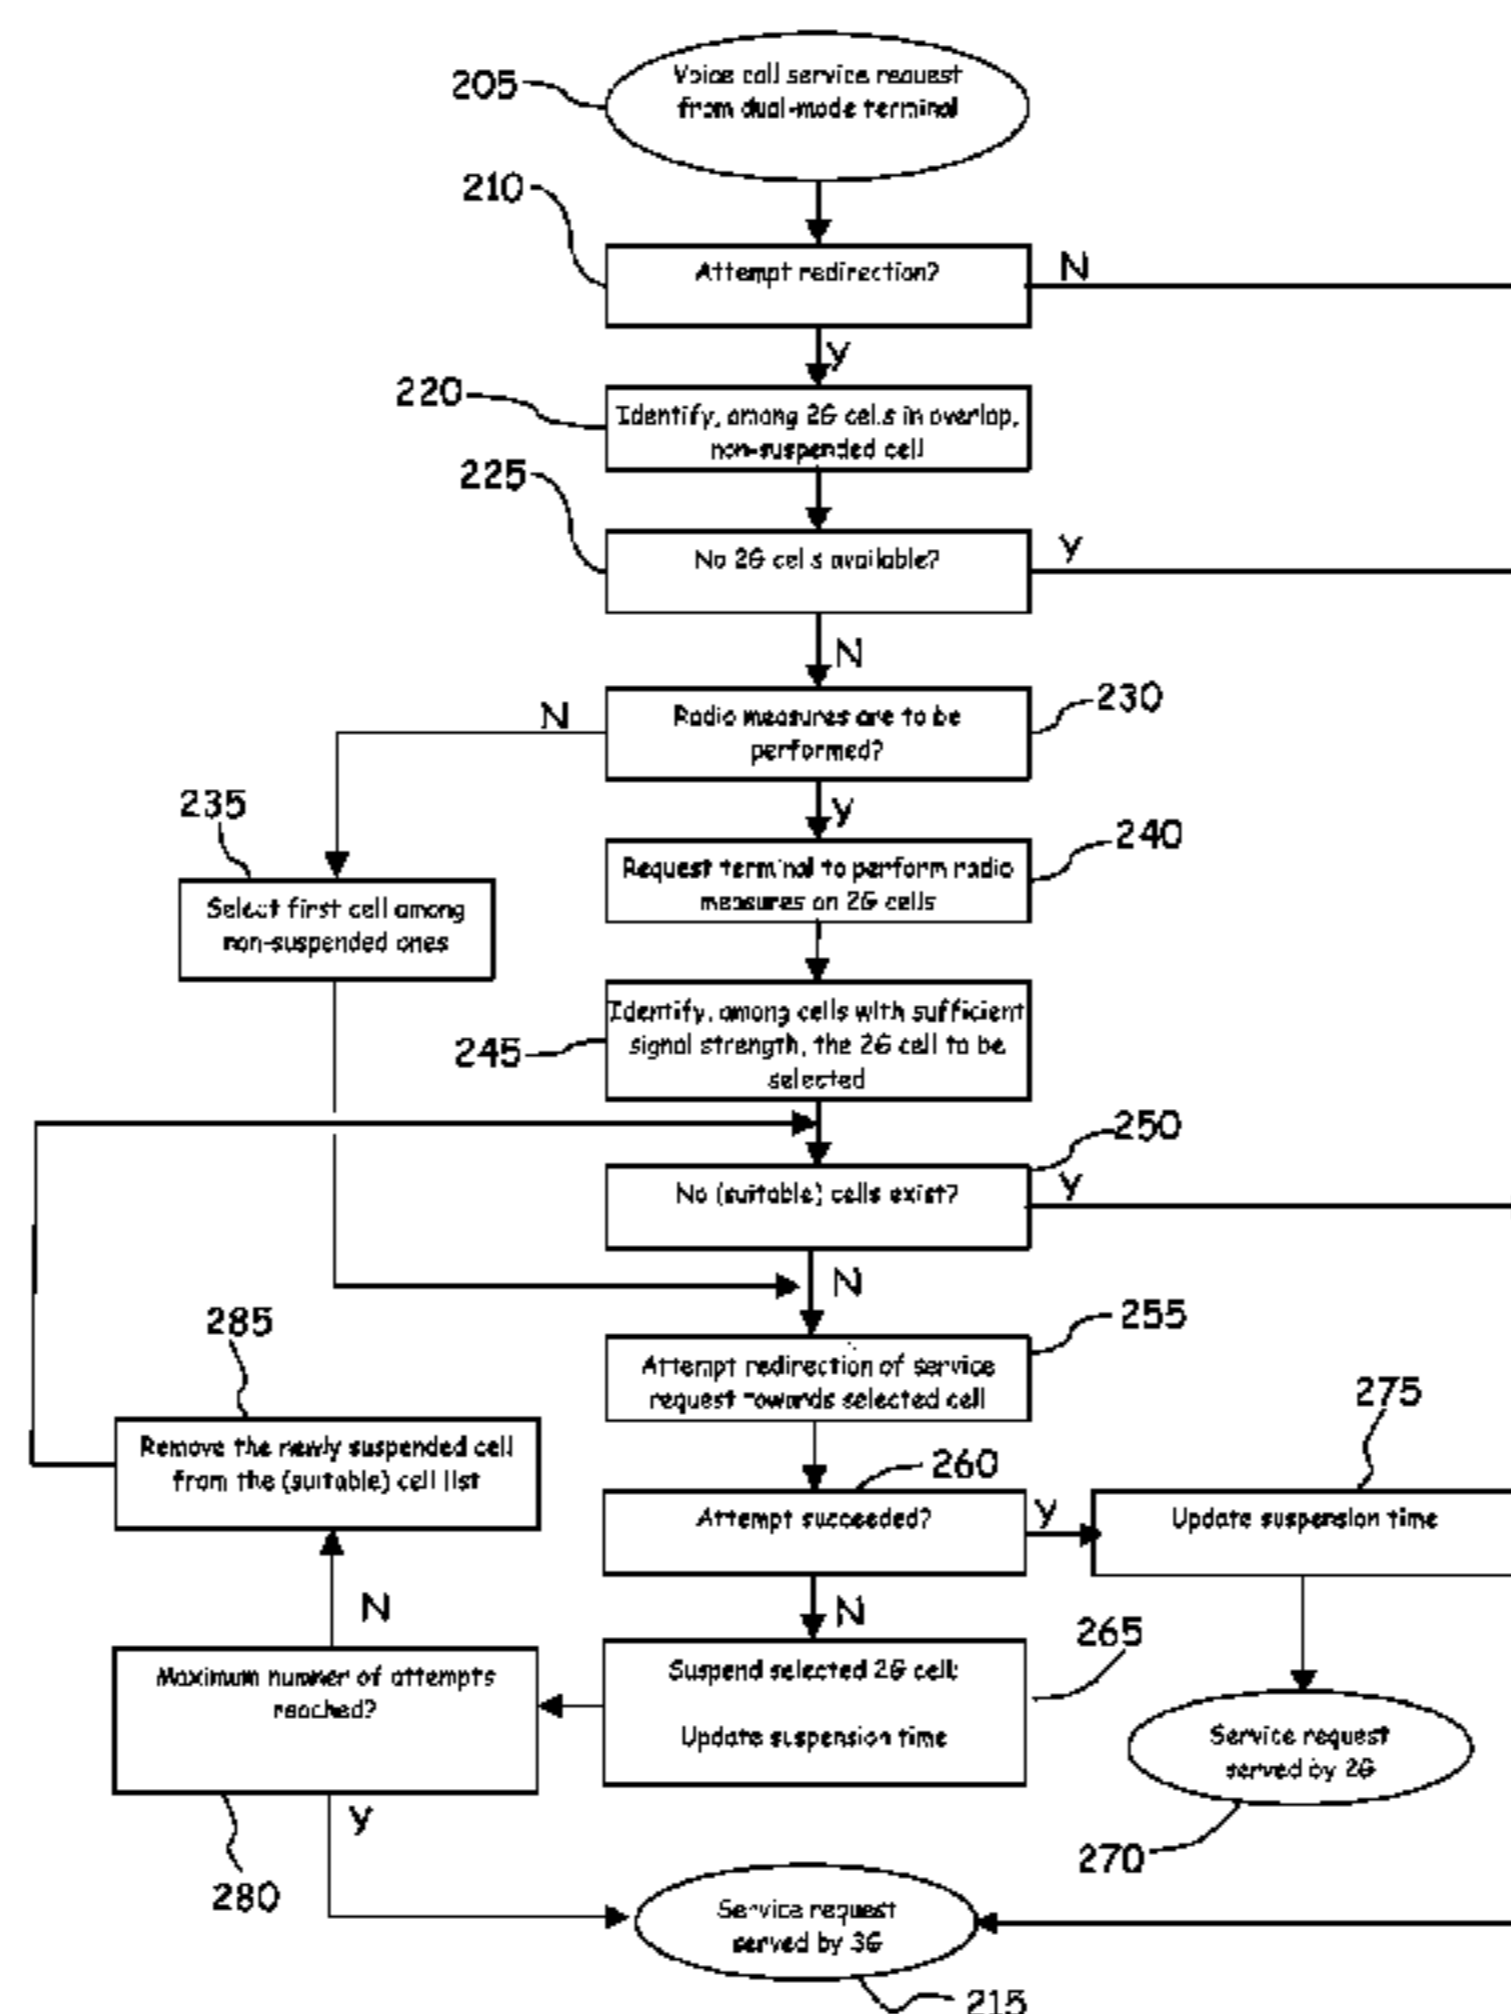 205
Voice call service request
from dual-mode terminal
210
Attempt redirection?
N
Y
220
Identify, among 2G cells in overlap,
non-suspended cell
225
No 2G cells available?
Y
N
230
Radio measures are to be
performed?
N
Y
235
Select first cell among
non-suspended ones
240
Request terminal to perform radio
measures on 2G cells
245
Identify, among cells with sufficient
signal strength, the 2G cell to be
selected
250
No (suitable) cells exist?
Y
N
255
Attempt redirection of service
request towards selected cell
285
Remove the newly suspended cell
from the (suitable) cell list
260
Attempt succeeded?
Y
275
Update suspension time
N
N
265
Suspend selected 2G cell;
Update suspension time
Maximum number of attempts
reached?
Y
280
Service request
served by 2G
270
Service request
served by 3G
215